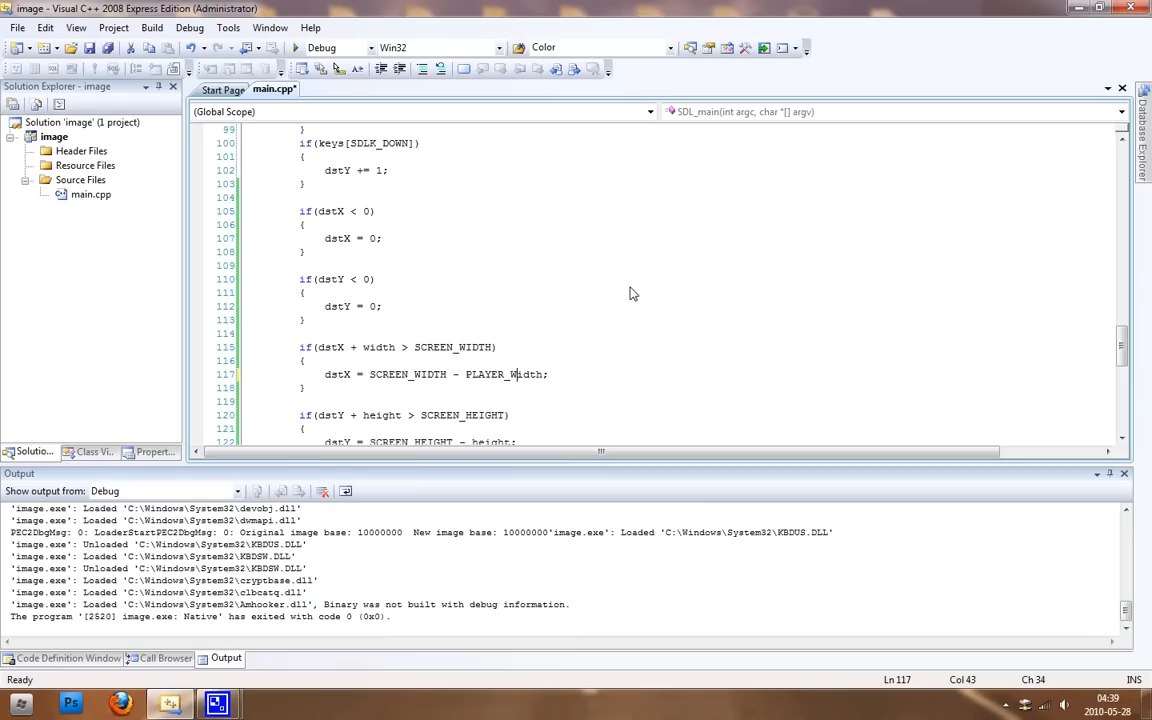 image - Visual C++ 2008 Express Edition (Administrator)
File Edit View Project Build Debug Tools Window Help
Debug Win32 Color
Solution Explorer - image
Start Page main.cpp*
(Global Scope) SDL_main(int argc, char *[] argv)
Solution 'image' (1 project)
image
Header Files
Resource Files
Source Files
main.cpp
Database Explorer
99 }
100 if(keys[SDLK_DOWN])
101 {
102 dstY += 1;
103 }
104
105 if(dstX < 0)
106 {
107 dstX = 0;
108 }
109
110 if(dstY < 0)
111 {
112 dstY = 0;
113 }
114
115 if(dstX + width > SCREEN_WIDTH)
116 {
117 dstX = SCREEN_WIDTH - PLAYER_Width;
118 }
119
120 if(dstY + height > SCREEN_HEIGHT)
121 {
122 dstY = SCREEN_HEIGHT - height;
Solutio... Class Vi.. Propert...
Output
Show output from: Debug
'image.exe': Loaded 'C:\Windows\System32\devobj.dll'
'image.exe': Loaded 'C:\Windows\System32\dwmapi.dll'
PEC2DbgMsg: 0: LoaderStartPEC2DbgMsg: 0: Original image base: 10000000  New image base: 10000000'image.exe': Loaded 'C:\Windows\System32\KBDUS.DLL'
'image.exe': Unloaded 'C:\Windows\System32\KBDUS.DLL'
'image.exe': Loaded 'C:\Windows\System32\KBDSW.DLL'
'image.exe': Unloaded 'C:\Windows\System32\KBDSW.DLL'
'image.exe': Loaded 'C:\Windows\System32\cryptbase.dll'
'image.exe': Loaded 'C:\Windows\System32\clbcatq.dll'
'image.exe': Loaded 'C:\Windows\System32\Amhooker.dll', Binary was not built with debug information.
The program '[2520] image.exe: Native' has exited with code 0 (0x0).
Code Definition Window Call Browser Output
Ready Ln 117 Col 43 Ch 34 INS
Ps
04:39
2010-05-28